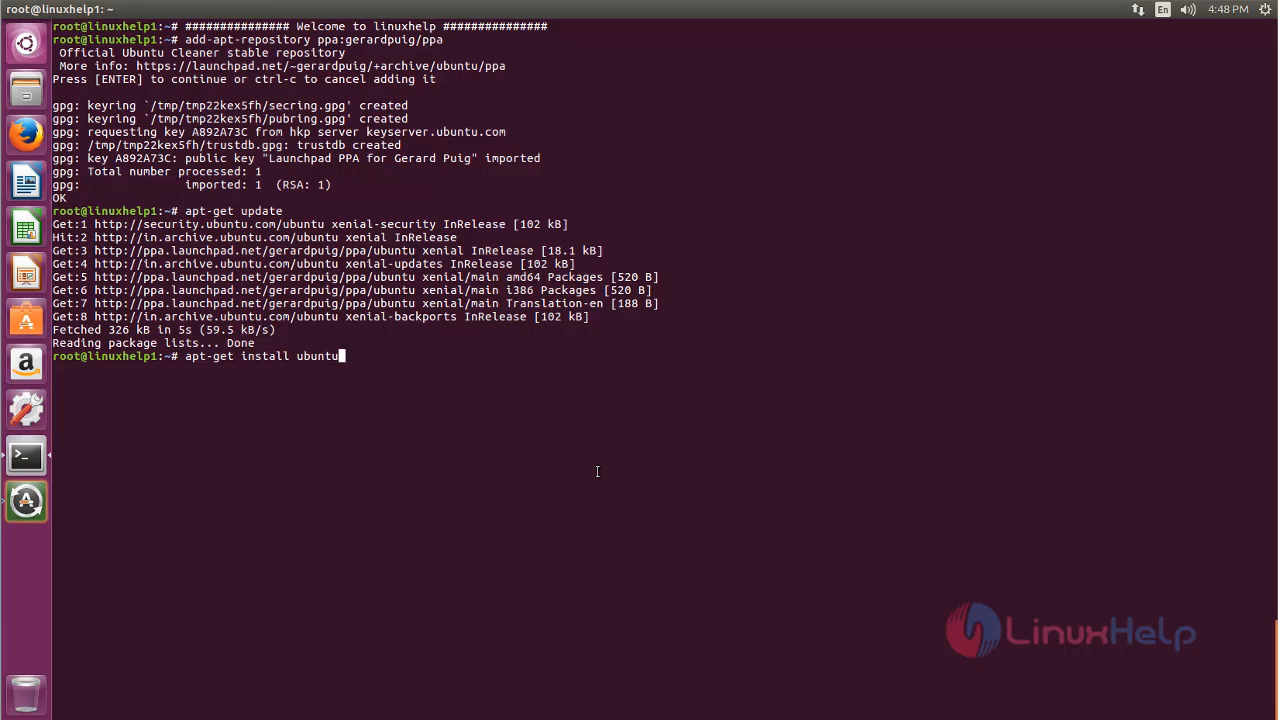 root@linuxhelp1: ~
En
4:48 PM
root@linuxhelp1:~# ############### Welcome to linuxhelp ###############
root@linuxhelp1:~# add-apt-repository ppa:gerardpuig/ppa
 Official Ubuntu Cleaner stable repository
 More info: https://launchpad.net/~gerardpuig/+archive/ubuntu/ppa
Press [ENTER] to continue or ctrl-c to cancel adding it
gpg: keyring `/tmp/tmp22kex5fh/secring.gpg' created
gpg: keyring `/tmp/tmp22kex5fh/pubring.gpg' created
gpg: requesting key A892A73C from hkp server keyserver.ubuntu.com
gpg: /tmp/tmp22kex5fh/trustdb.gpg: trustdb created
gpg: key A892A73C: public key "Launchpad PPA for Gerard Puig" imported
gpg: Total number processed: 1
gpg:               imported: 1  (RSA: 1)
OK
root@linuxhelp1:~# apt-get update
Get:1 http://security.ubuntu.com/ubuntu xenial-security InRelease [102 kB]
Hit:2 http://in.archive.ubuntu.com/ubuntu xenial InRelease
Get:3 http://ppa.launchpad.net/gerardpuig/ppa/ubuntu xenial InRelease [18.1 kB]
Get:4 http://in.archive.ubuntu.com/ubuntu xenial-updates InRelease [102 kB]
Get:5 http://ppa.launchpad.net/gerardpuig/ppa/ubuntu xenial/main amd64 Packages [520 B]
Get:6 http://ppa.launchpad.net/gerardpuig/ppa/ubuntu xenial/main i386 Packages [520 B]
Get:7 http://ppa.launchpad.net/gerardpuig/ppa/ubuntu xenial/main Translation-en [188 B]
Get:8 http://in.archive.ubuntu.com/ubuntu xenial-backports InRelease [102 kB]
Fetched 326 kB in 5s (59.5 kB/s)
Reading package lists... Done
root@linuxhelp1:~# apt-get install ubuntu
LinuxHelp